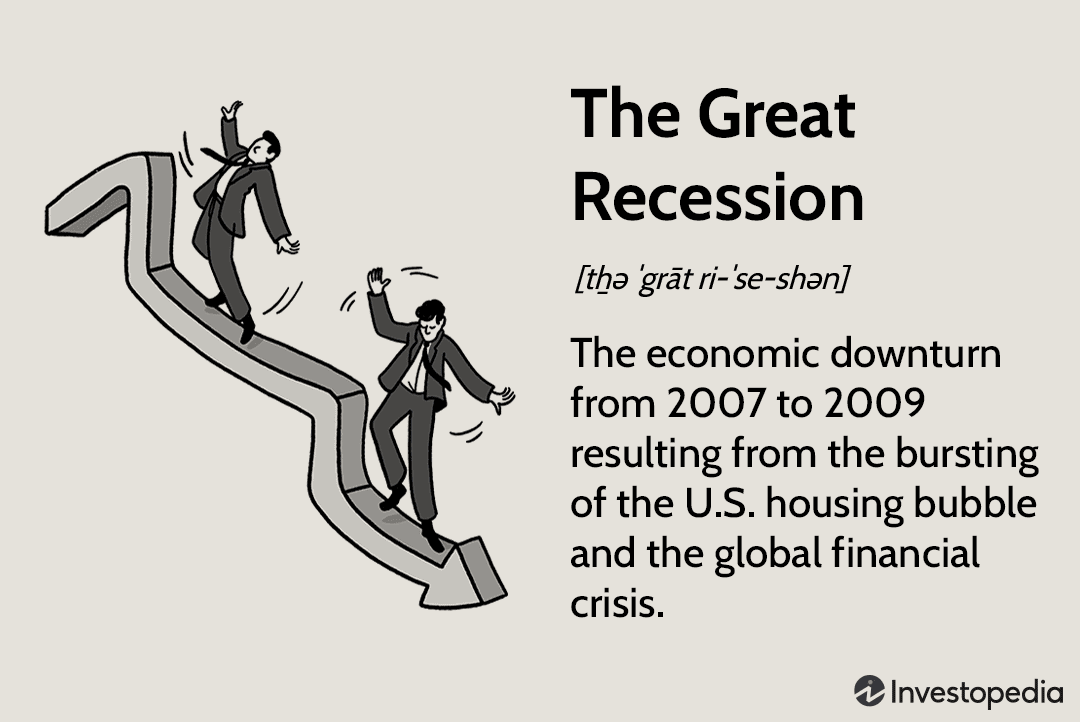 The Great
Recession
[t͟hə ˈgrāt ri-ˈse-shən]
The economic downturn
from 2007 to 2009
resulting from the bursting
of the U.S. housing bubble
and the global financial
crisis.
Investopedia